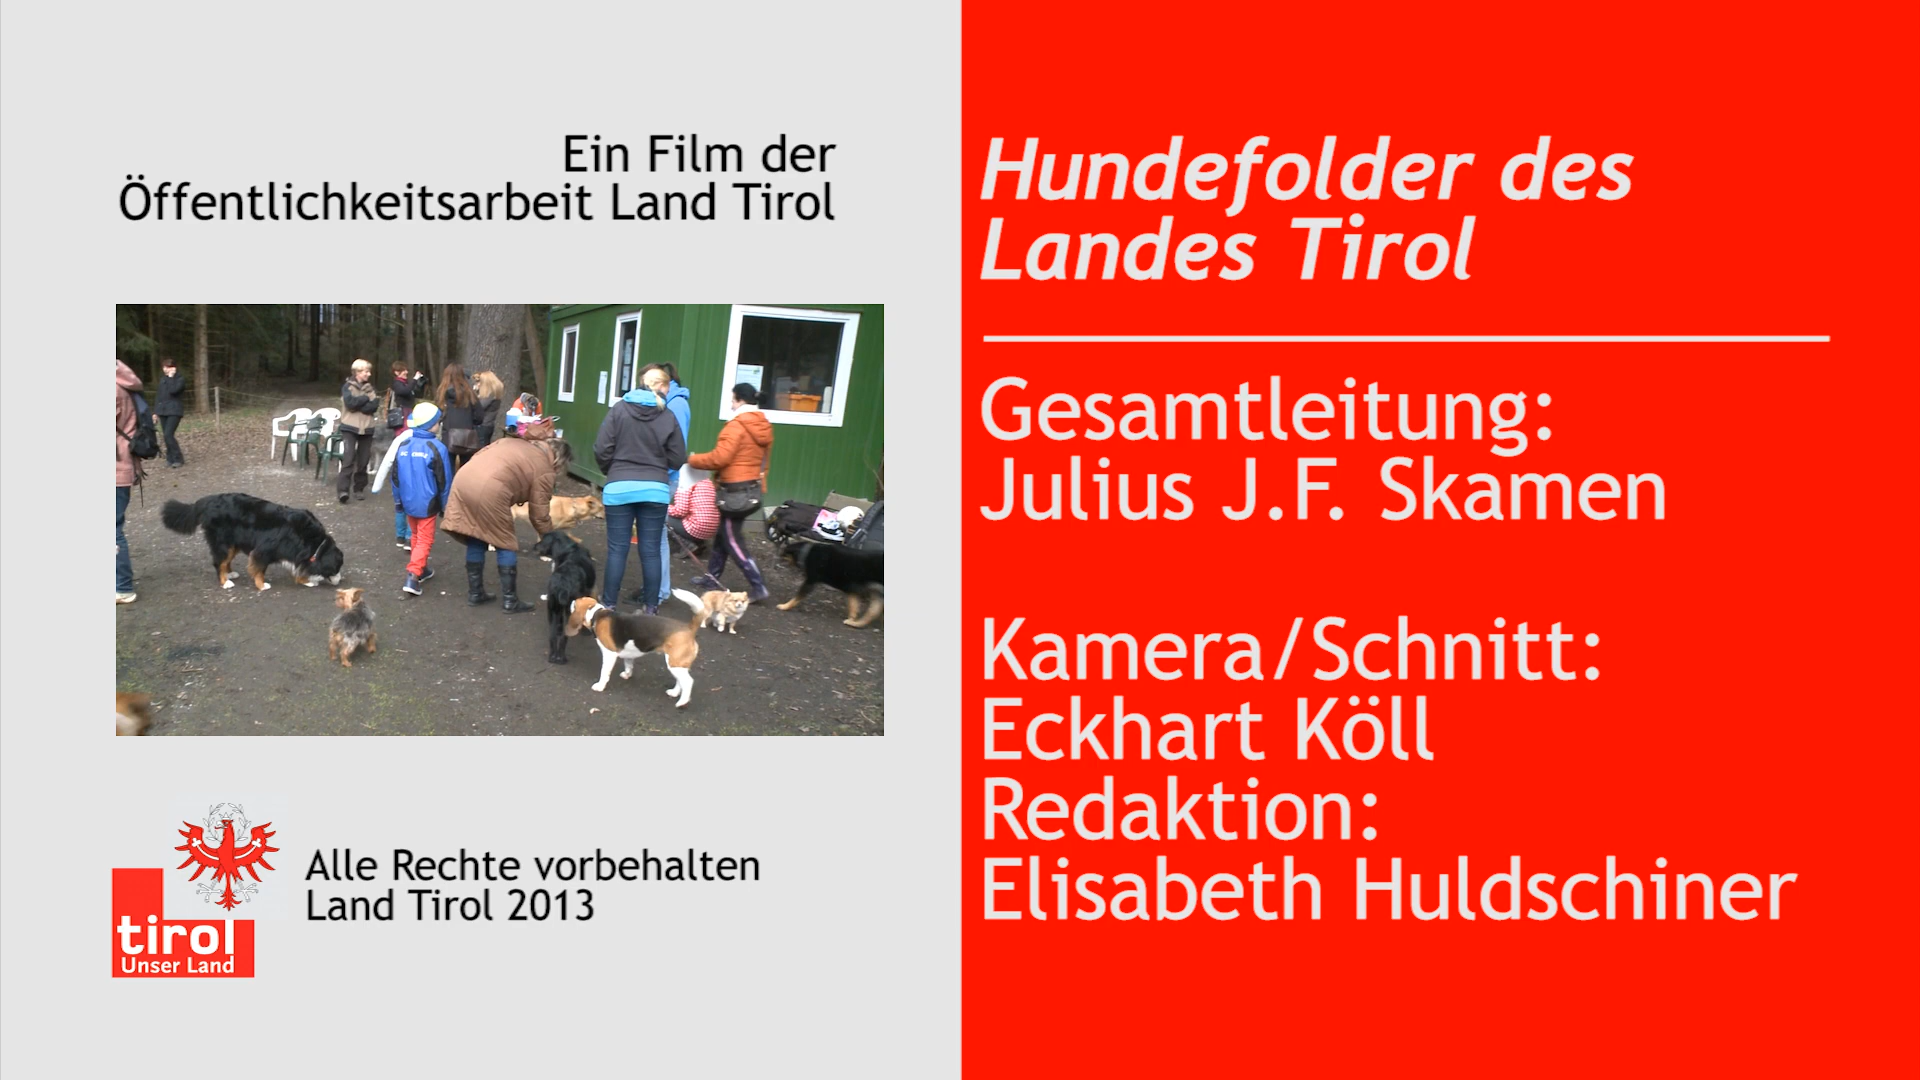 Ein Film der
Öffentlichkeitsarbeit Land Tirol
Alle Rechte vorbehalten
Land Tirol 2013
tirol
Unser Land
Hundefolder des
Landes Tirol
Gesamtleitung:
Julius J.F. Skamen
Kamera/Schnitt:
Eckhart Köll
Redaktion:
Elisabeth Huldschiner